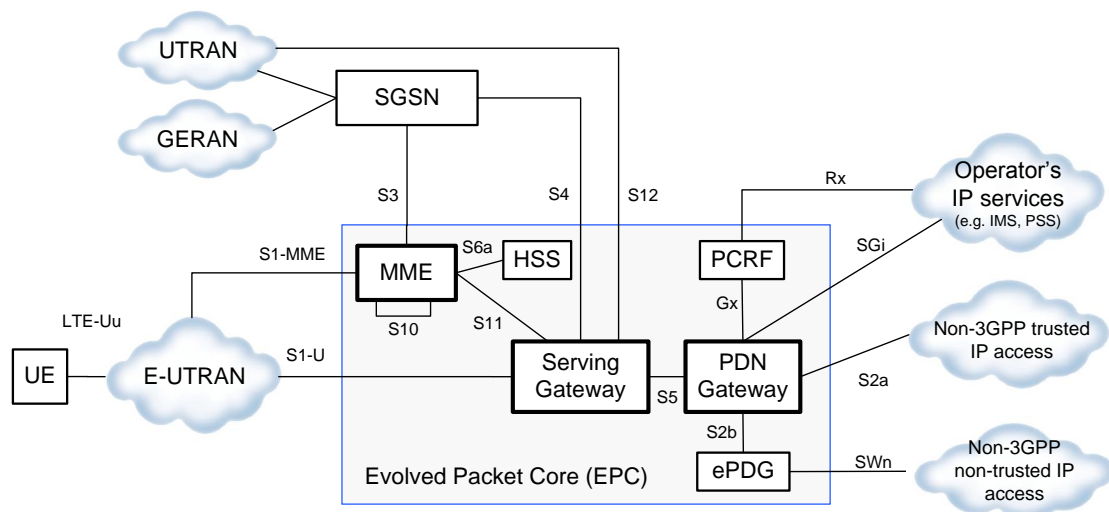 UTRAN
SGSN
GERAN
Operator's
IP services
(e.g. IMS, PSS)
Rx
S3
S4
S12
SGi
S1-MME
MME
S6a
HSS
PCRF
S10
S11
Gx
LTE-Uu
UE
E-UTRAN
S1-U
Serving
Gateway
S5
PDN
Gateway
Non-3GPP trusted
IP access
S2a
S2b
ePDG
SWn
Non-3GPP
non-trusted IP
access
Evolved Packet Core (EPC)